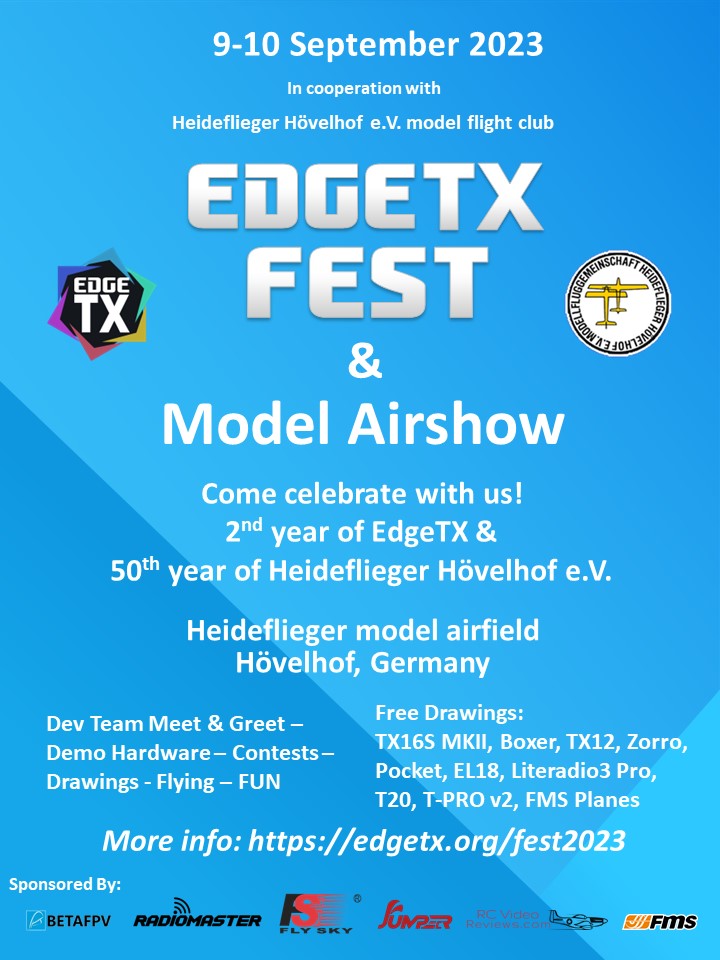 9-10 September 2023
In cooperation with
Heideflieger Hövelhof e.V. model flight club
EDGETX
FEST
EDGE
TX
MODELLFLUGGEMEINSCHAFT HEIDEFLIEGER HÖVELHOF E.V.
&
Model Airshow
Come celebrate with us!
2nd year of EdgeTX &
50th year of Heideflieger Hövelhof e.V.
Heideflieger model airfield
Hövelhof, Germany
Dev Team Meet & Greet –
Demo Hardware – Contests –
Drawings - Flying – FUN
Free Drawings:
TX16S MKII, Boxer, TX12, Zorro,
Pocket, EL18, Literadio3 Pro,
T20, T-PRO v2, FMS Planes
More info: https://edgetx.org/fest2023
Sponsored By:
BETAFPV
RADIOMASTER
FS ®
FLY SKY
JUMPER
RC Video
Reviews.com
FMS